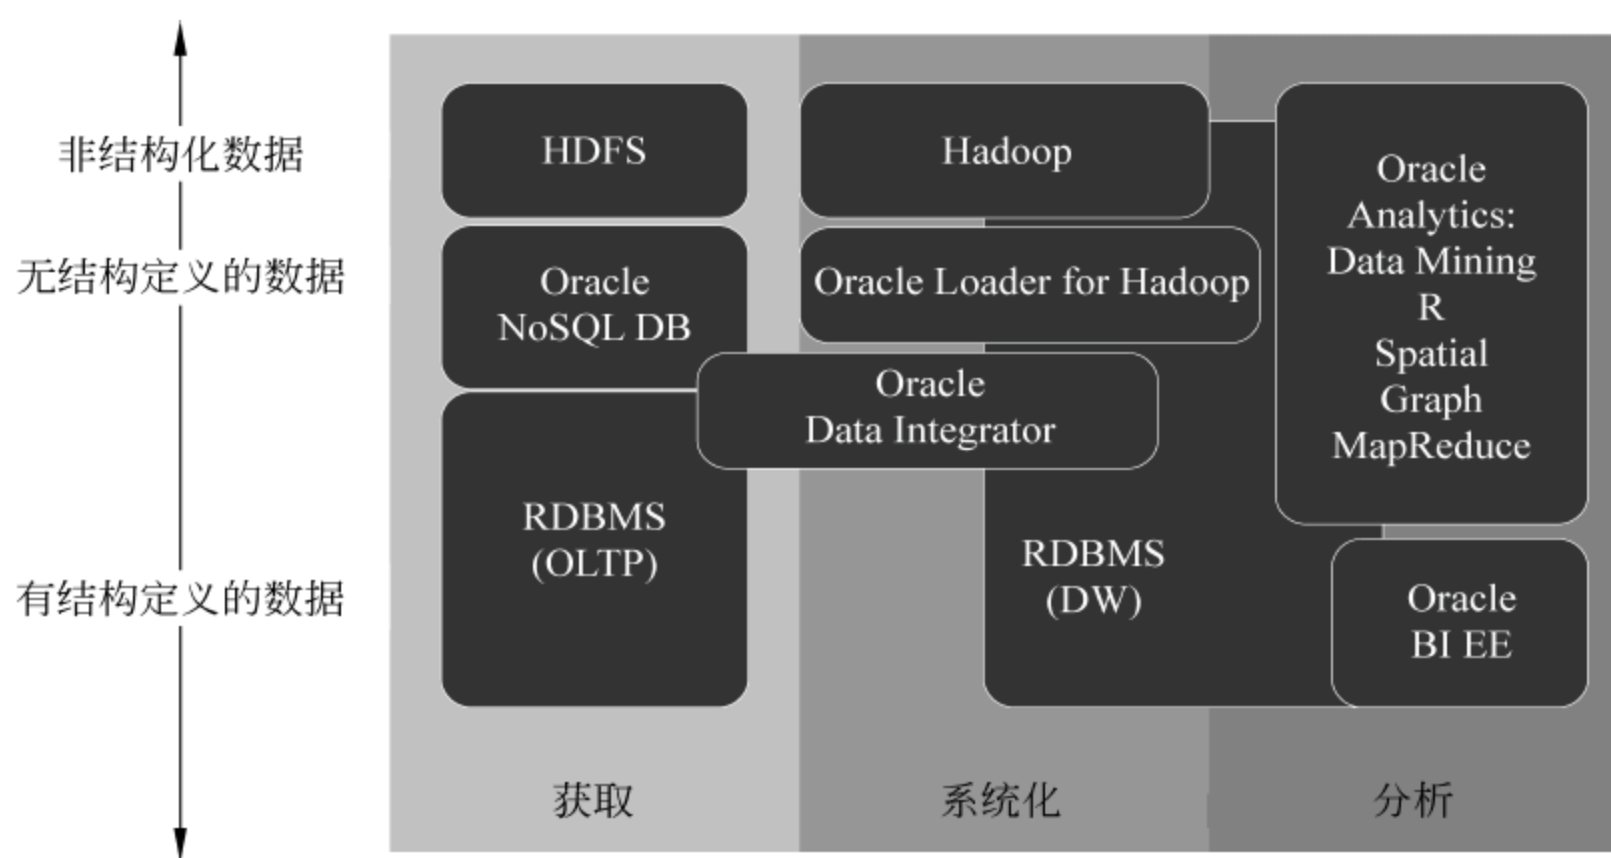 非结构化数据
无结构定义的数据
有结构定义的数据
HDFS
Oracle
NoSQL DB
RDBMS
(OLTP)
Hadoop
Oracle Loader for Hadoop
Oracle
Data Integrator
RDBMS
(DW)
Oracle
Analytics:
Data Mining
R
Spatial
Graph
MapReduce
Oracle
BI EE
获取
系统化
分析